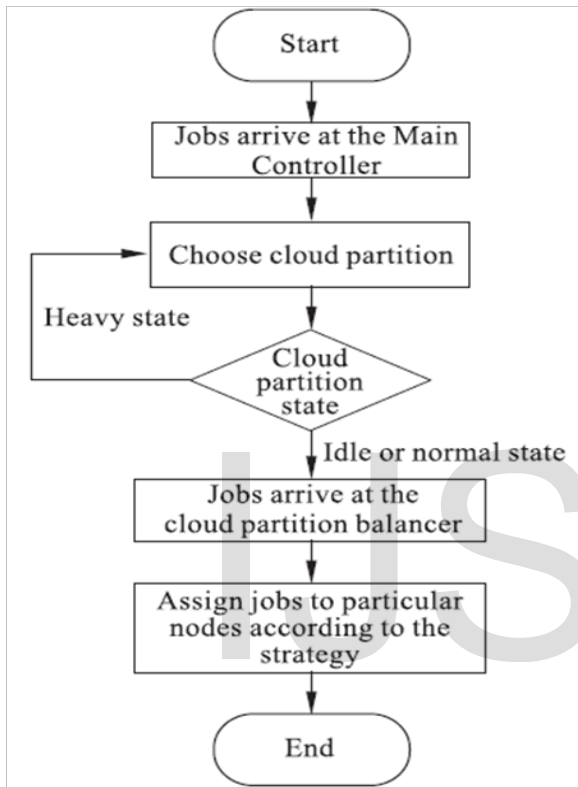 Start
Jobs arrive at the Main
Controller
Choose cloud partition
Heavy state
Cloud
partition
state
Idle or normal state
Jobs arrive at the
cloud partition balancer
Assign jobs to particular
nodes according to the
strategy
End
IJS